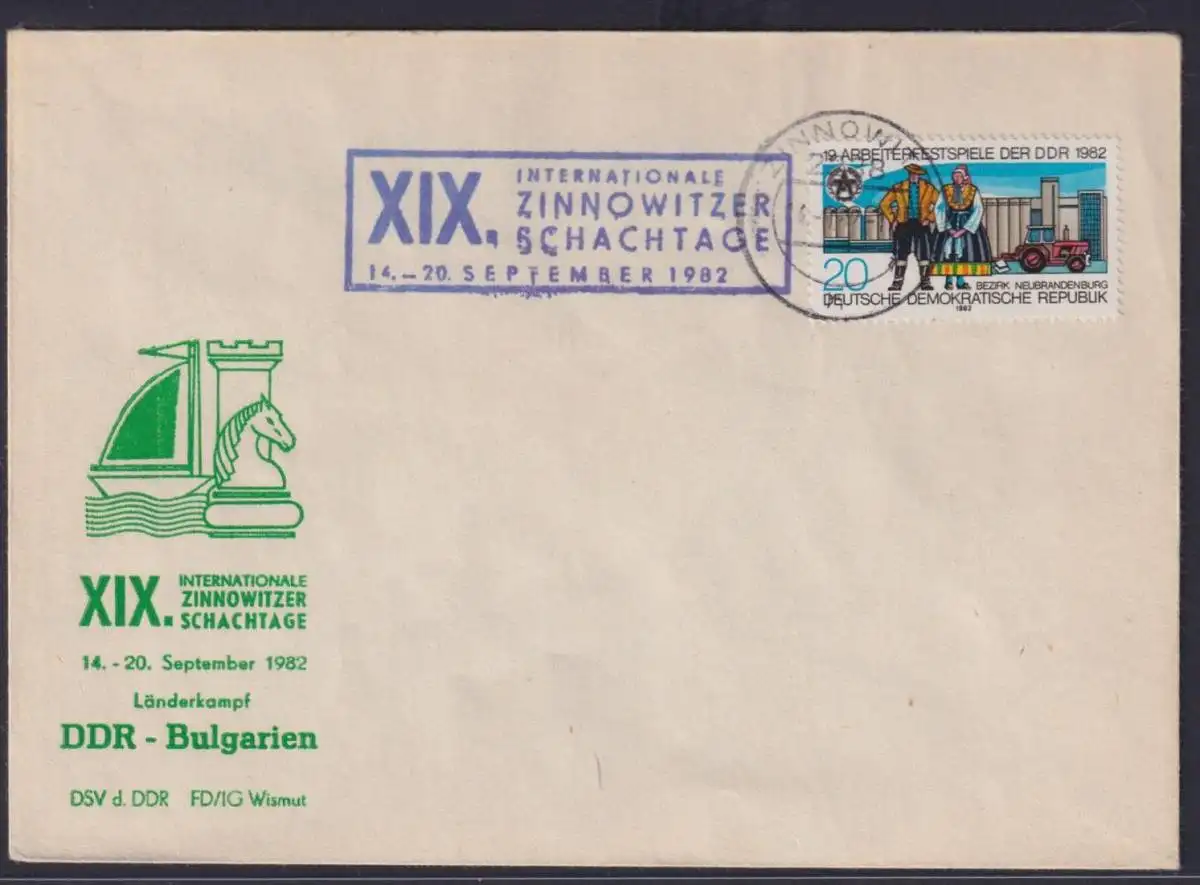 XIX. INTERNATIONALE
ZINNOWITZER
SCHACHTAGE
14.-20. SEPTEMBER 1982
19. ARBEITERFESTSPIELE DER DDR 1982
20
BEZIRK NEUBRANDENBURG
DEUTSCHE DEMOKRATISCHE REPUBLIK
1982
XIX. INTERNATIONALE
ZINNOWITZER
SCHACHTAGE
14. - 20. September 1982
Länderkampf
DDR - Bulgarien
DSV d. DDR FD/IG Wismut